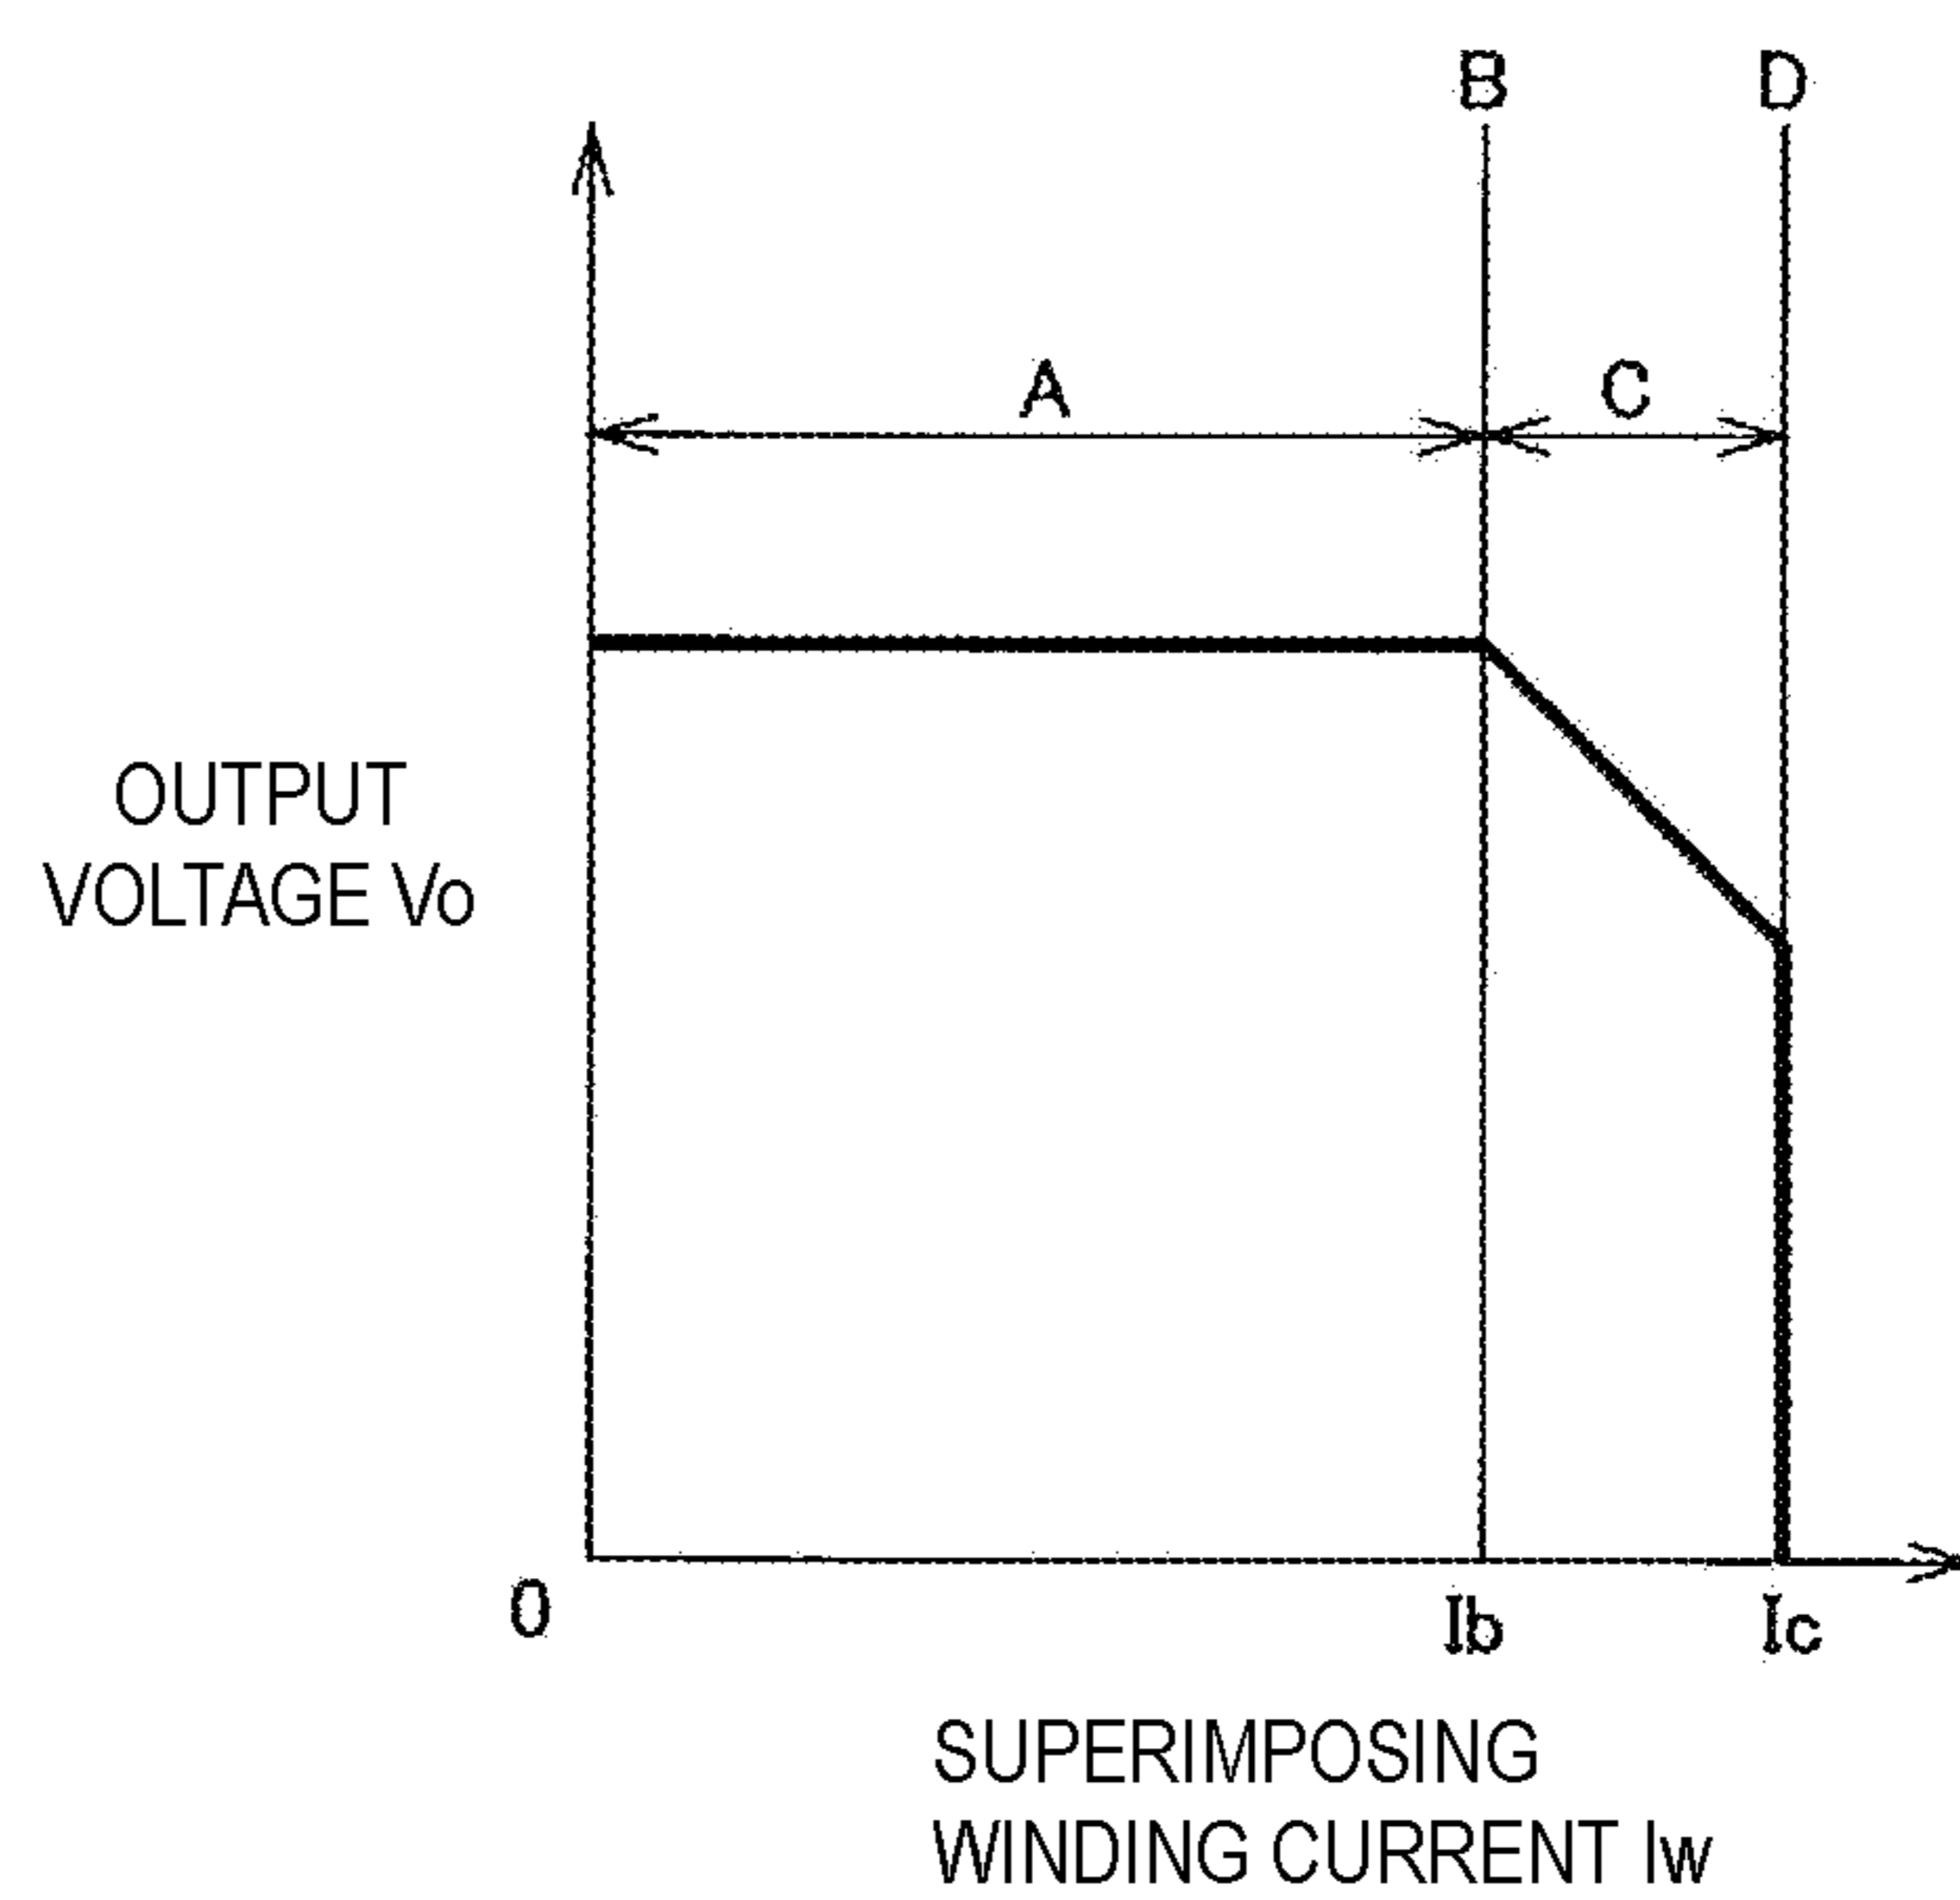 B D
A C
OUTPUT
VOLTAGE Vo
0 Ib Ic
SUPERIMPOSING
WINDING CURRENT Iw